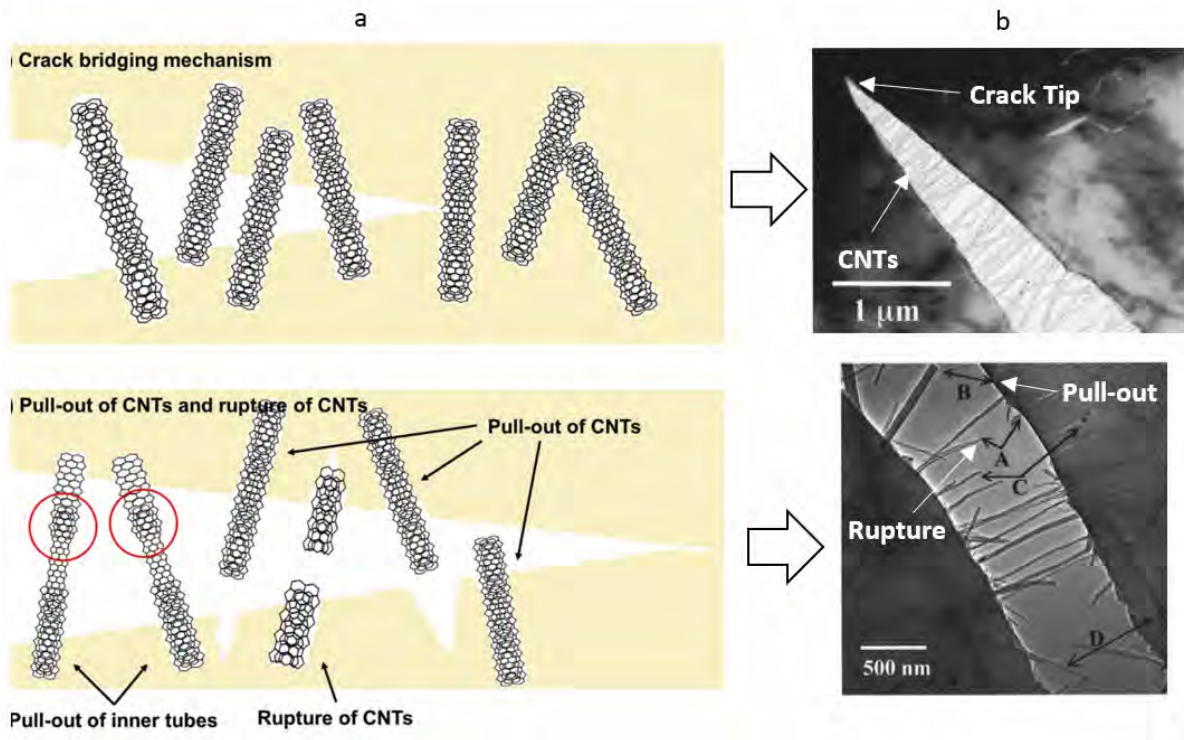 a
b
) Crack bridging mechanism
Crack Tip
CNTs
1 μm
) Pull-out of CNTs and rupture of CNTs
Pull-out of CNTs
Pull-out of inner tubes
Rupture of CNTs
B
Pull-out
A
C
Rupture
D
500 nm